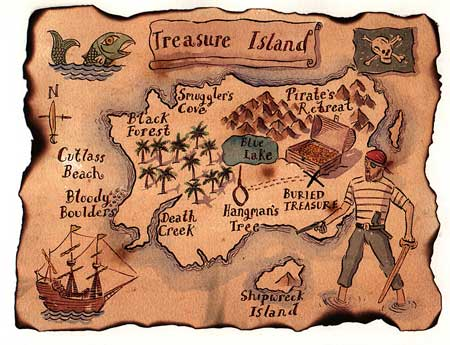 Treasure Island
N
Smuggler's
Cove
Pirate's
Retreat
Black
Forest
Blue
Lake
Cutlass
Beach
Bloody
Boulders
BURIED
TREASURE
Hangman's
Tree
Death
Creek
Shipwreck
Island